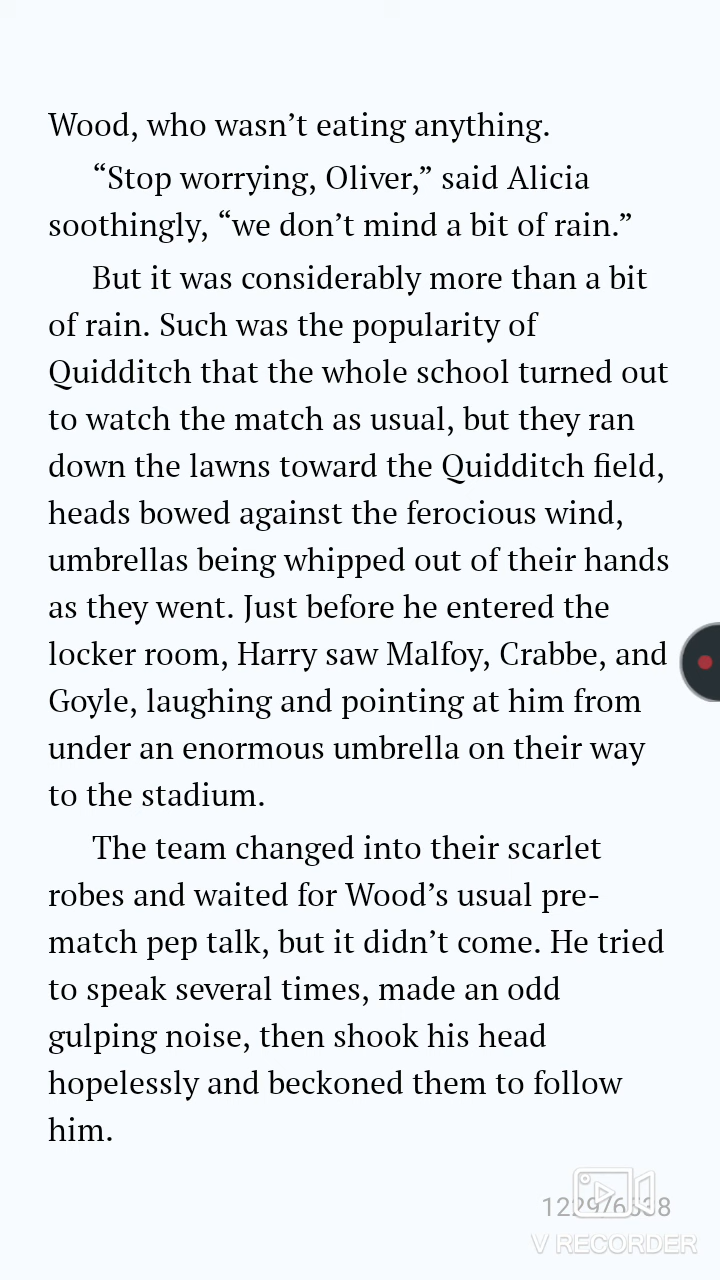 Wood, who wasn’t eating anything.
“Stop worrying, Oliver,” said Alicia
soothingly, “we don’t mind a bit of rain.”
But it was considerably more than a bit
of rain. Such was the popularity of
Quidditch that the whole school turned out
to watch the match as usual, but they ran
down the lawns toward the Quidditch field,
heads bowed against the ferocious wind,
umbrellas being whipped out of their hands
as they went. Just before he entered the
locker room, Harry saw Malfoy, Crabbe, and
Goyle, laughing and pointing at him from
under an enormous umbrella on their way
to the stadium.
The team changed into their scarlet
robes and waited for Wood’s usual pre-
match pep talk, but it didn’t come. He tried
to speak several times, made an odd
gulping noise, then shook his head
hopelessly and beckoned them to follow
him.
V RECORDER